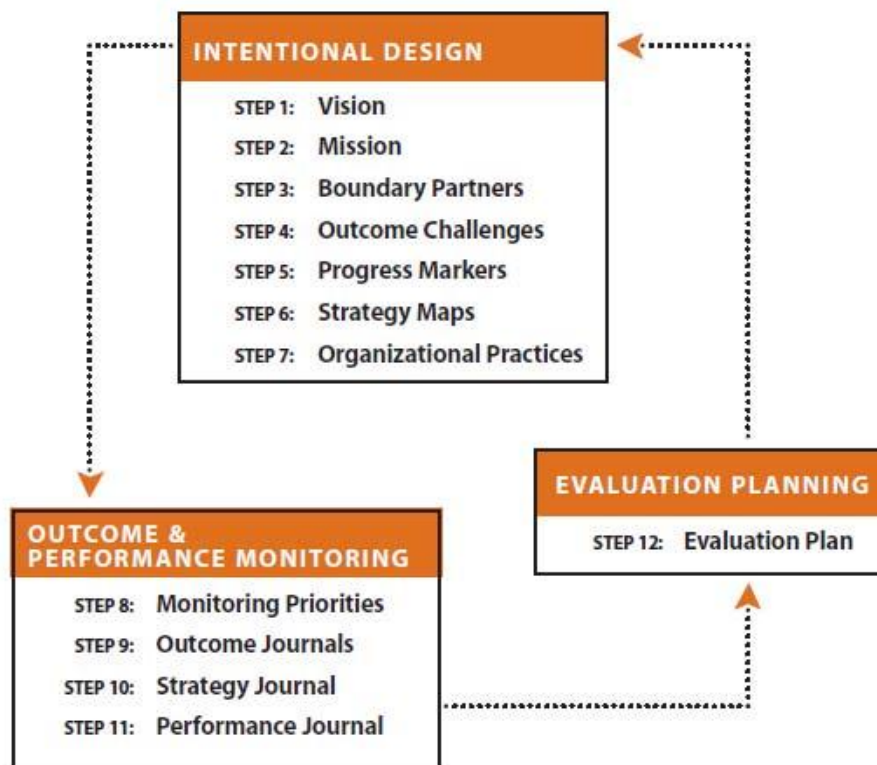 INTENTIONAL DESIGN
STEP 1: Vision
STEP 2: Mission
STEP 3: Boundary Partners
STEP 4: Outcome Challenges
STEP 5: Progress Markers
STEP 6: Strategy Maps
STEP 7: Organizational Practices
OUTCOME &
PERFORMANCE MONITORING
STEP 8: Monitoring Priorities
STEP 9: Outcome Journals
STEP 10: Strategy Journal
STEP 11: Performance Journal
EVALUATION PLANNING
STEP 12: Evaluation Plan